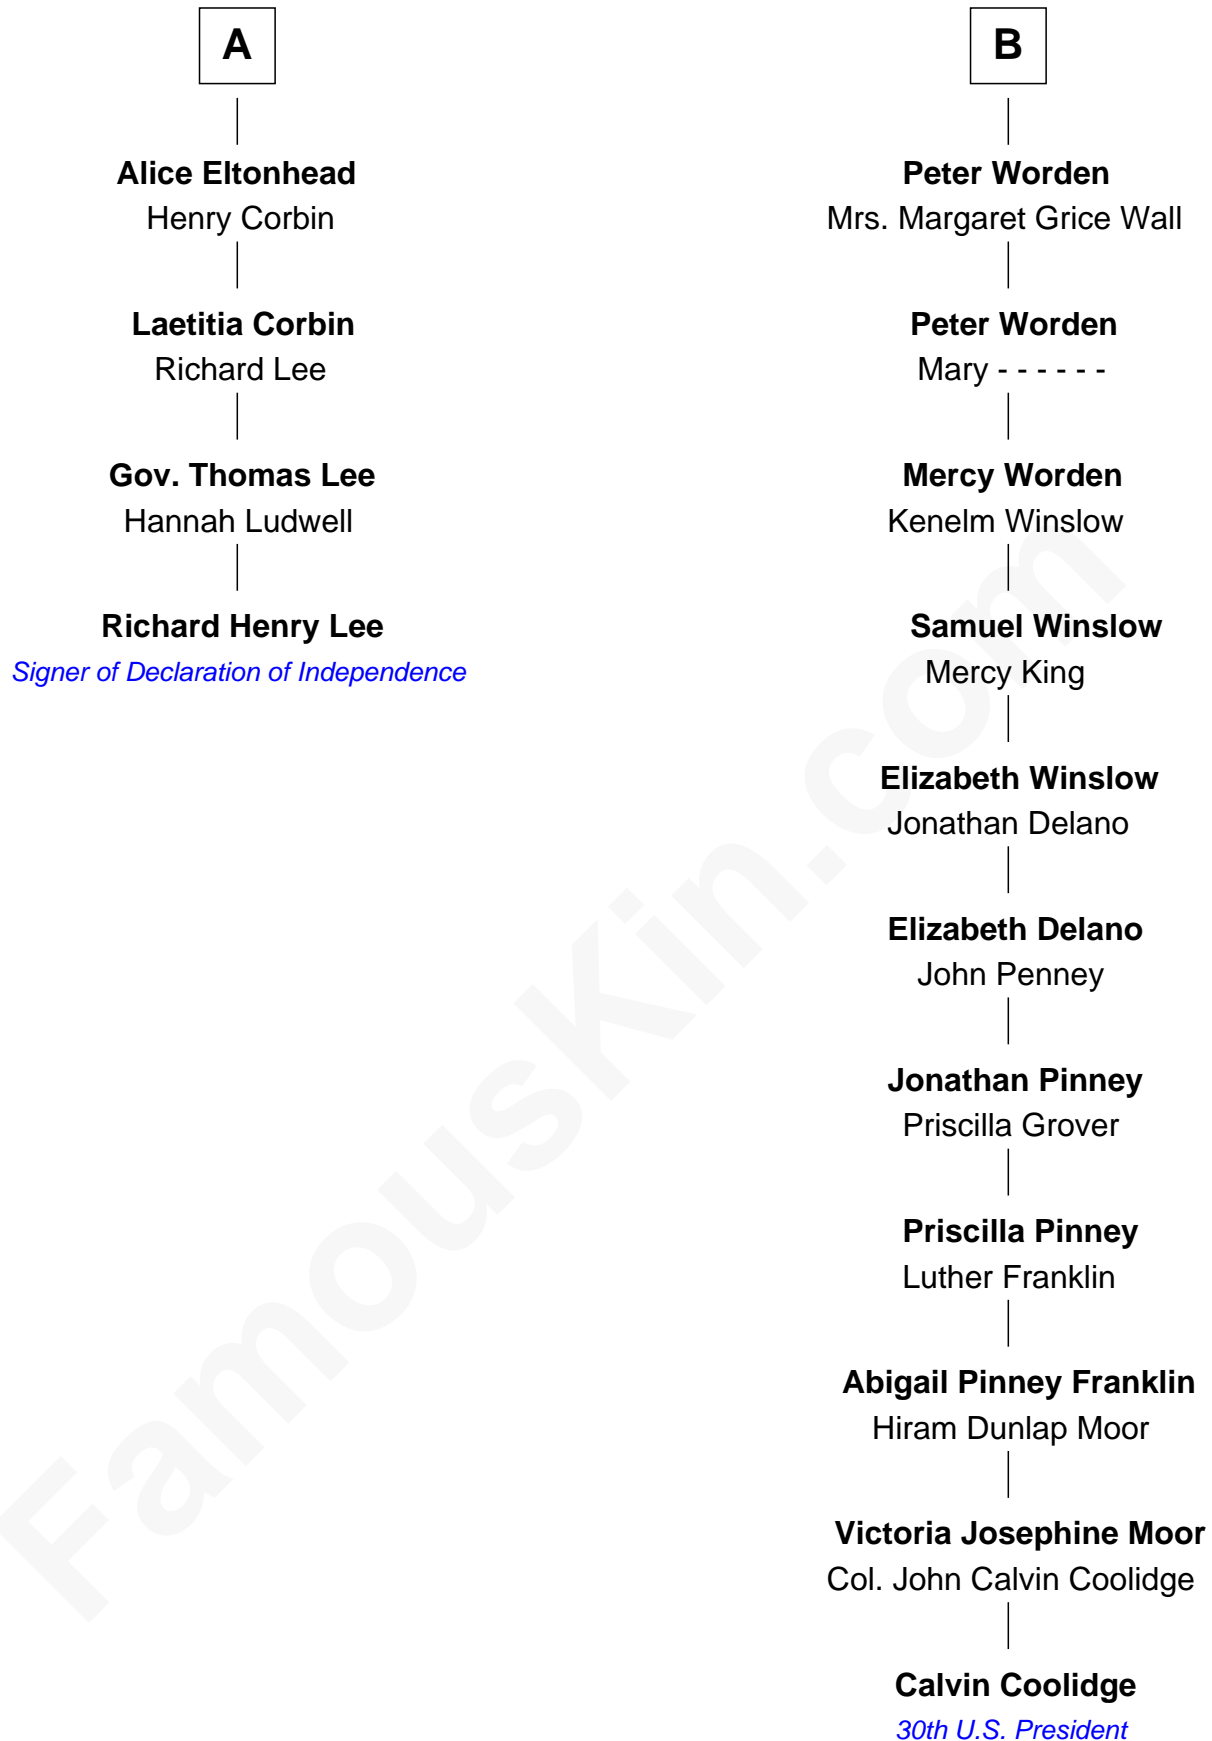 A
Alice Eltonhead
Henry Corbin
Laetitia Corbin
Richard Lee
Gov. Thomas Lee
Hannah Ludwell
Richard Henry Lee
Signer of Declaration of Independence
B
Peter Worden
Mrs. Margaret Grice Wall
Peter Worden
Mary - - - - - -
Mercy Worden
Kenelm Winslow
Samuel Winslow
Mercy King
Elizabeth Winslow
Jonathan Delano
Elizabeth Delano
John Penney
Jonathan Pinney
Priscilla Grover
Priscilla Pinney
Luther Franklin
Abigail Pinney Franklin
Hiram Dunlap Moor
Victoria Josephine Moor
Col. John Calvin Coolidge
Calvin Coolidge
30th U.S. President
FamousKin.com